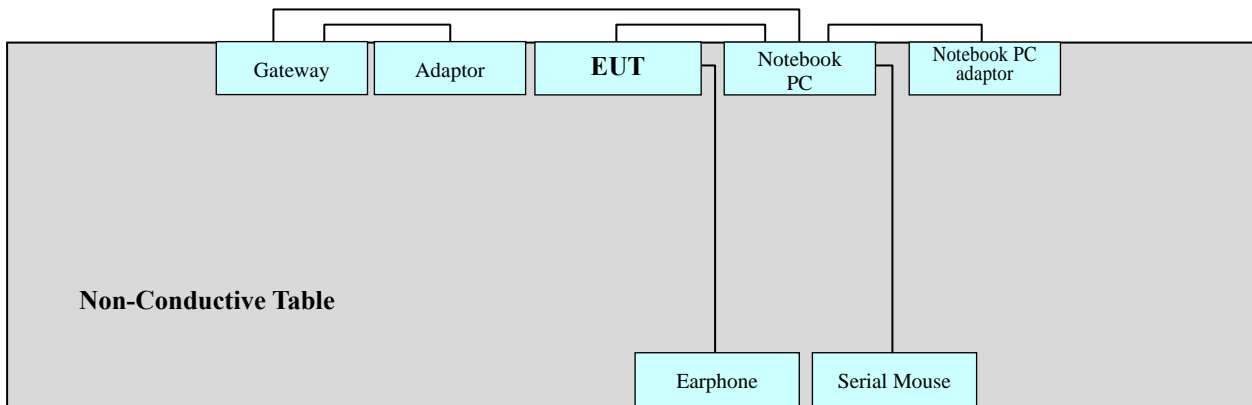 Gateway
Adaptor
EUT
Notebook
PC
Notebook PC
adaptor
Non-Conductive Table
Earphone
Serial Mouse